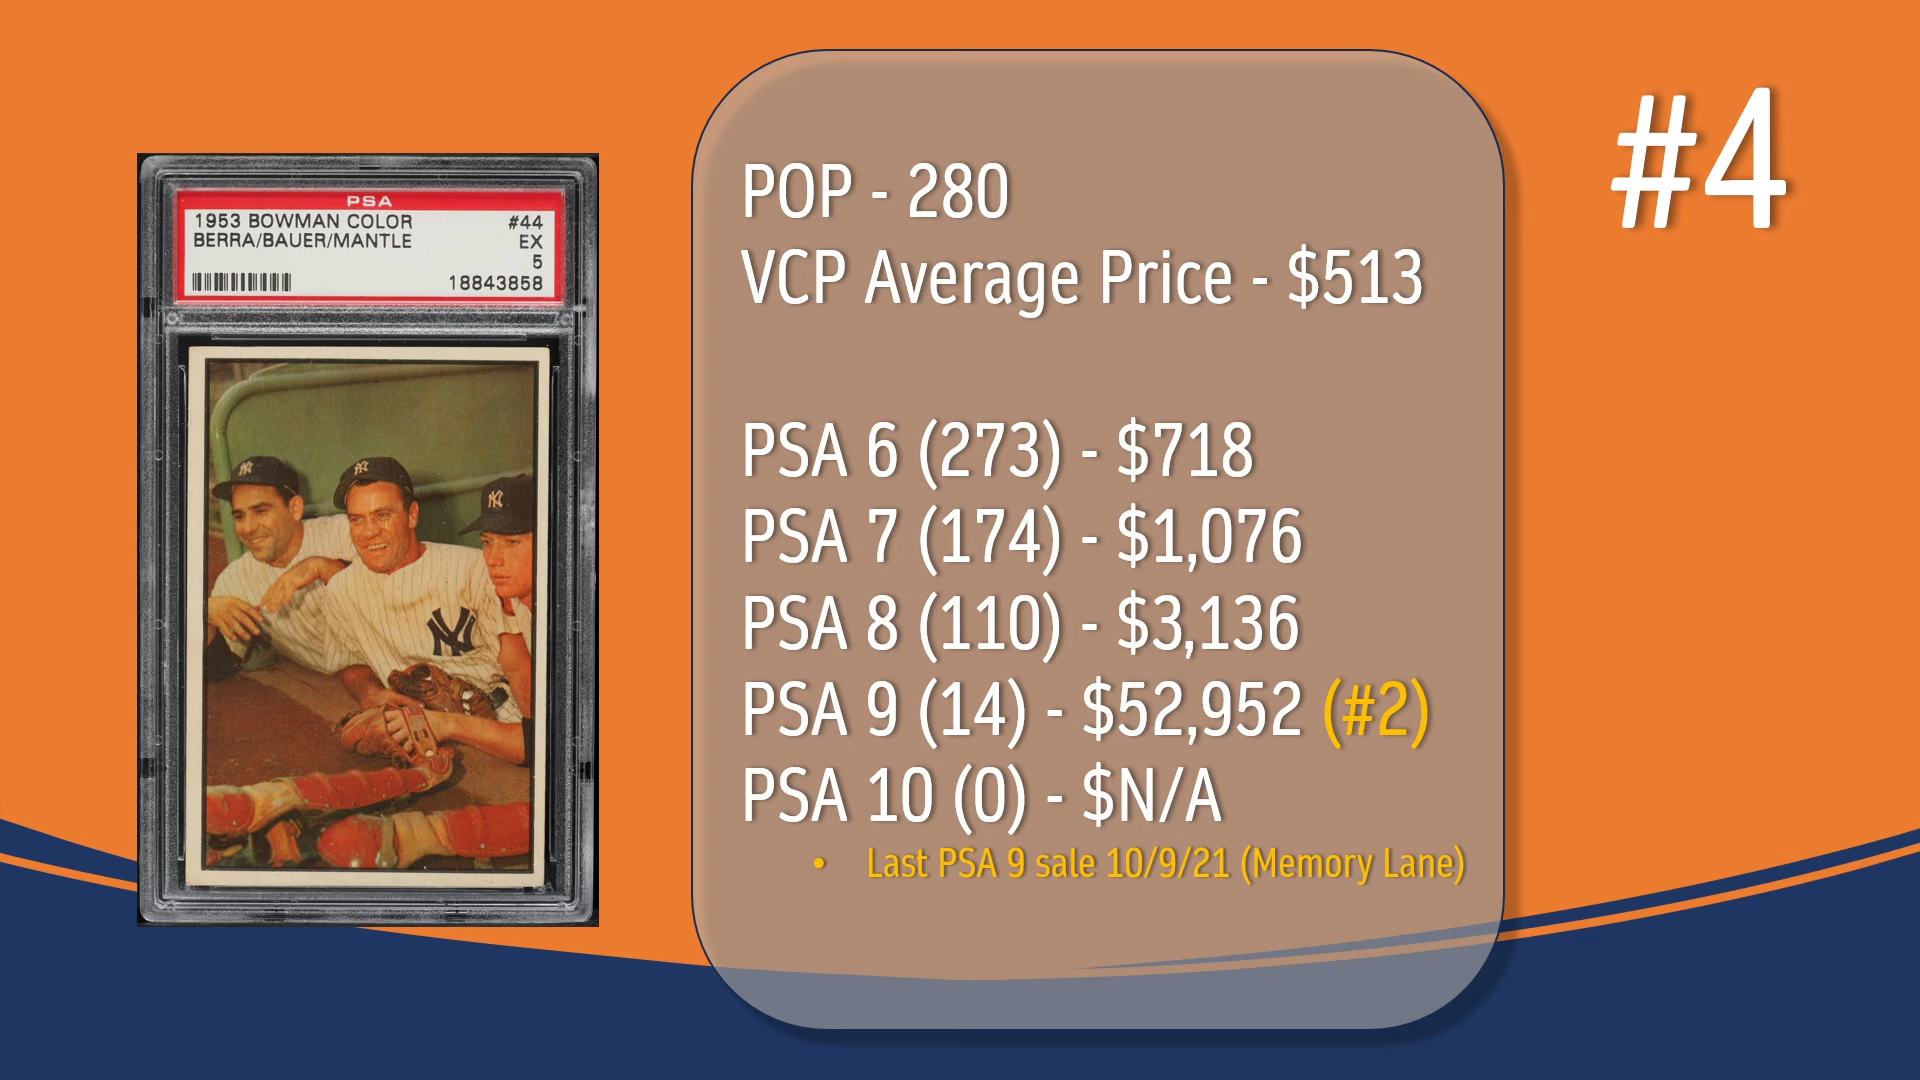 PSA
1953 BOWMAN COLOR #44
BERRA/BAUER/MANTLE EX
5
18843858
POP - 280
VCP Average Price - $513
PSA 6 (273) - $718
PSA 7 (174) - $1,076
PSA 8 (110) - $3,136
PSA 9 (14) - $52,952 (#2)
PSA 10 (0) - $N/A
• Last PSA 9 sale 10/9/21 (Memory Lane)
#4